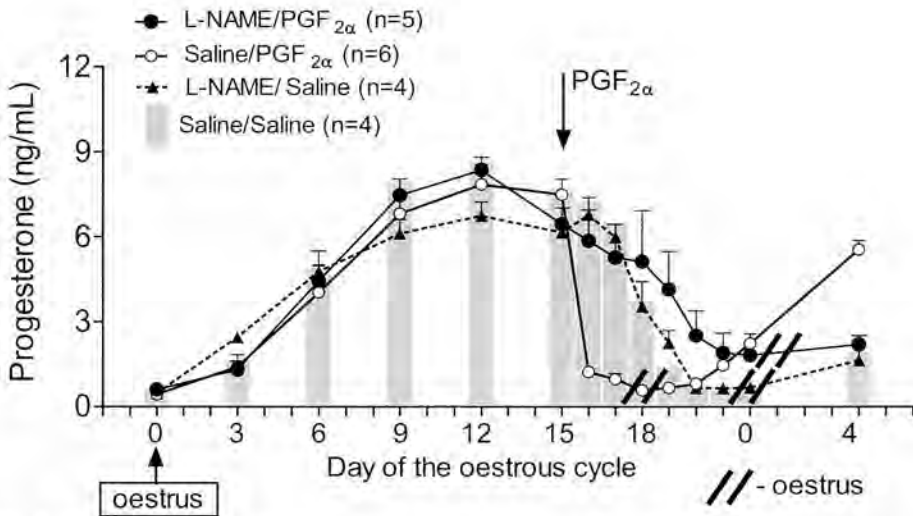 L-NAME/PGF2α (n=5)
Saline/PGF2α (n=6)
L-NAME/ Saline (n=4)
Saline/Saline (n=4)
PGF2α
Progesterone (ng/mL)
12
9
6
3
0
0 3 6 9 12 15 18 0 4
Day of the oestrous cycle
oestrus
- oestrus